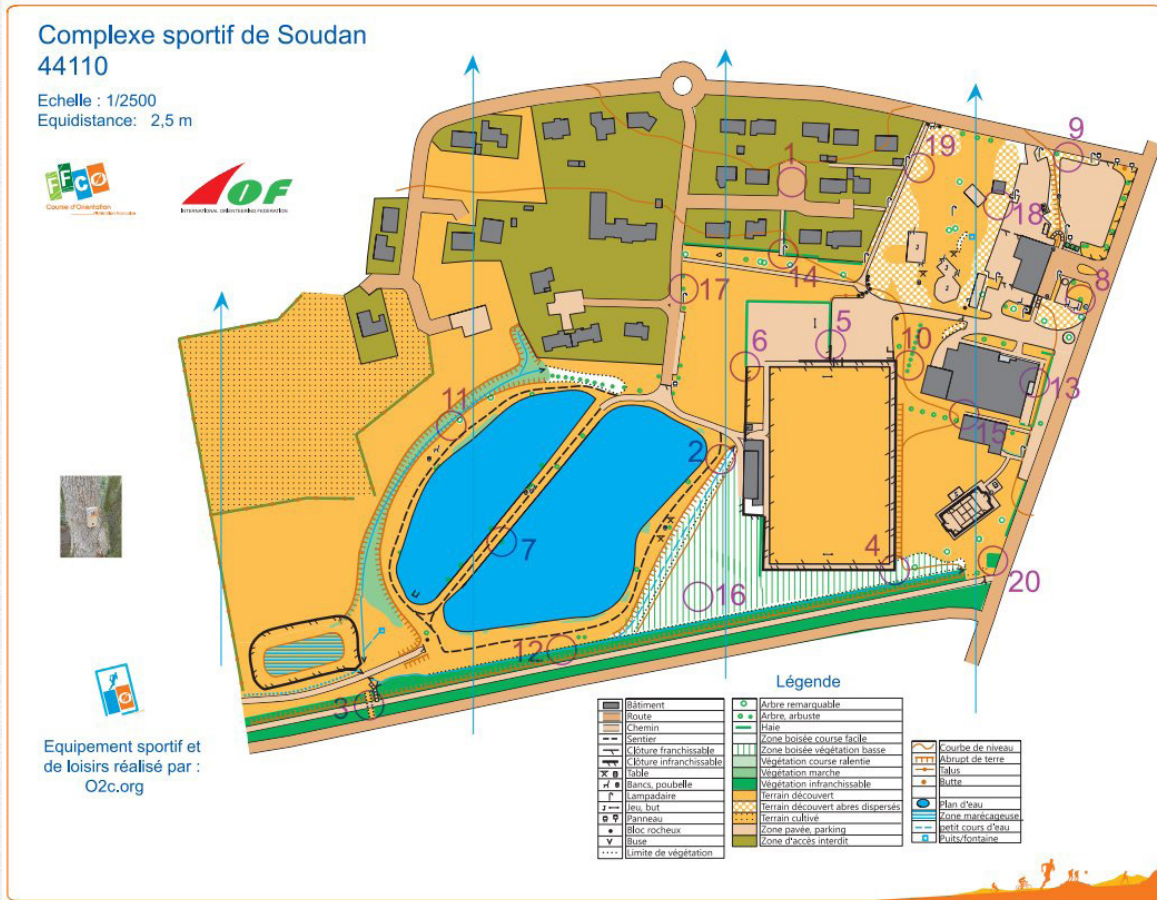 Complexe sportif de Soudan
44110
Echelle : 1/2500
Equidistance: 2,5 m
FFCO
Course d'Orientation
IOF
INTERNATIONAL ORIENTEERING FEDERATION
1
2
3
4
5
6
7
8
9
10
11
12
13
14
15
16
17
18
19
20
Equipement sportif et
de loisirs réalisé par :
O2c.org
Légende
Bâtiment
Route
Chemin
Sentier
Clôture franchissable
Clôture infranchissable
Table
Bancs, poubelle
Lampadaire
Jeu, but
Panneau
Bloc rocheux
Buse
Limite de végétation
Arbre remarquable
Arbre, arbuste
Haie
Zone boisée course facile
Zone boisée végétation basse
Végétation course ralentie
Végétation marche
Végétation infranchissable
Terrain découvert
Terrain découvert abres dispersés
Terrain cultivé
Zone pavée, parking
Zone d'accès interdit
Courbe de niveau
Abrupt de terre
Talus
Butte
Plan d'eau
Zone marécageuse
petit cours d'eau
Puits/fontaine